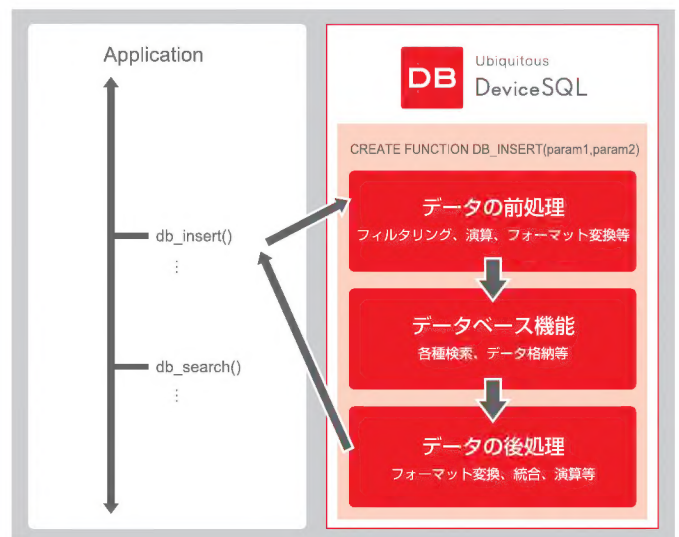 Application
db_insert()
⋮
db_search()
⋮
DB
Ubiquitous
DeviceSQL
CREATE FUNCTION DB_INSERT(param1,param2)
データの前処理
フィルタリング、演算、フォーマット変換等
データベース機能
各種検索、データ格納等
データの後処理
フォーマット変換、統合、演算等